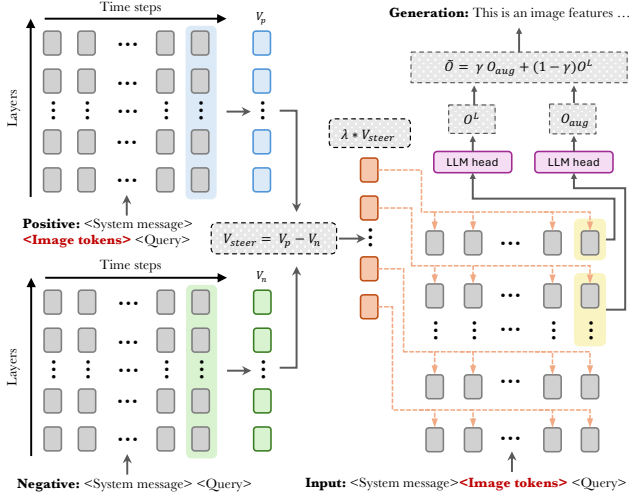 Time steps
V_p
Layers
Positive: <System message>
<Image tokens> <Query>
V_steer = V_p − V_n
Time steps
V_n
Layers
Negative: <System message> <Query>
Generation: This is an image features …
Õ = γ O_aug + (1 − γ)O^L
O^L
O_aug
λ * V_steer
LLM head
LLM head
Input: <System message><Image tokens> <Query>